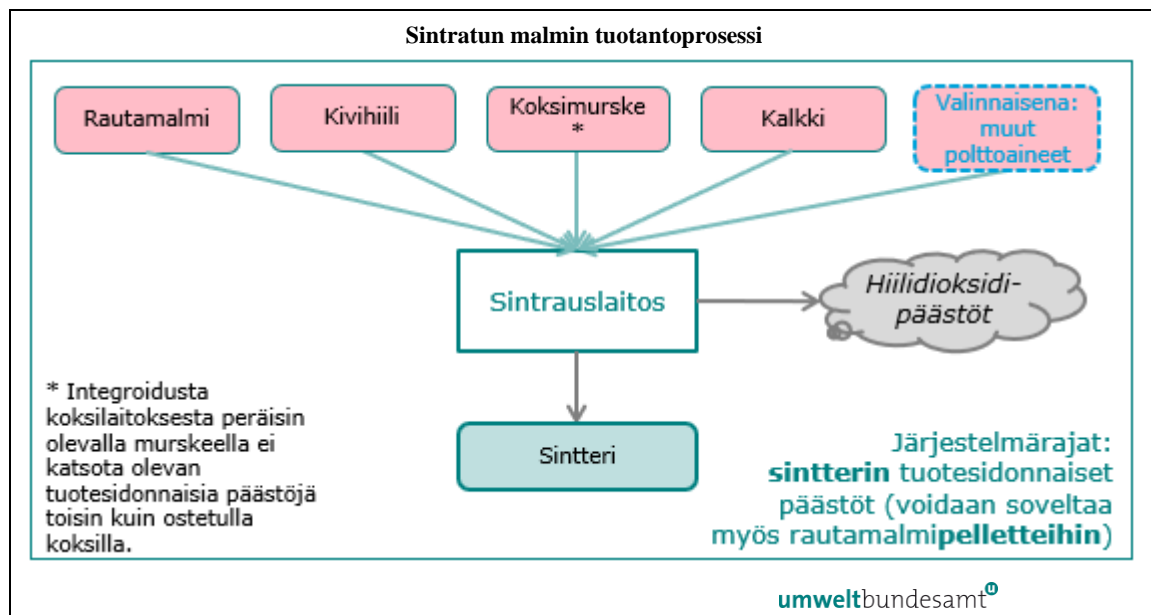 Sintratun malmin tuotantoprosessi
Rautamalmi
Kivihiili
Koksimurske
*
Kalkki
Valinnaisena:
muut
polttoaineet
Sintrauslaitos
Hiilidioksidi-
päästöt
* Integroidusta
koksilaitoksesta peräisin
olevalla murskeella ei
katsota olevan
tuotesidonnaisia päästöjä
toisin kuin ostetulla
koksilla.
Sintteri
Järjestelmärajat:
sintterin tuotesidonnaiset
päästöt (voidaan soveltaa
myös rautamalmipelletteihin)
umweltbundesamt